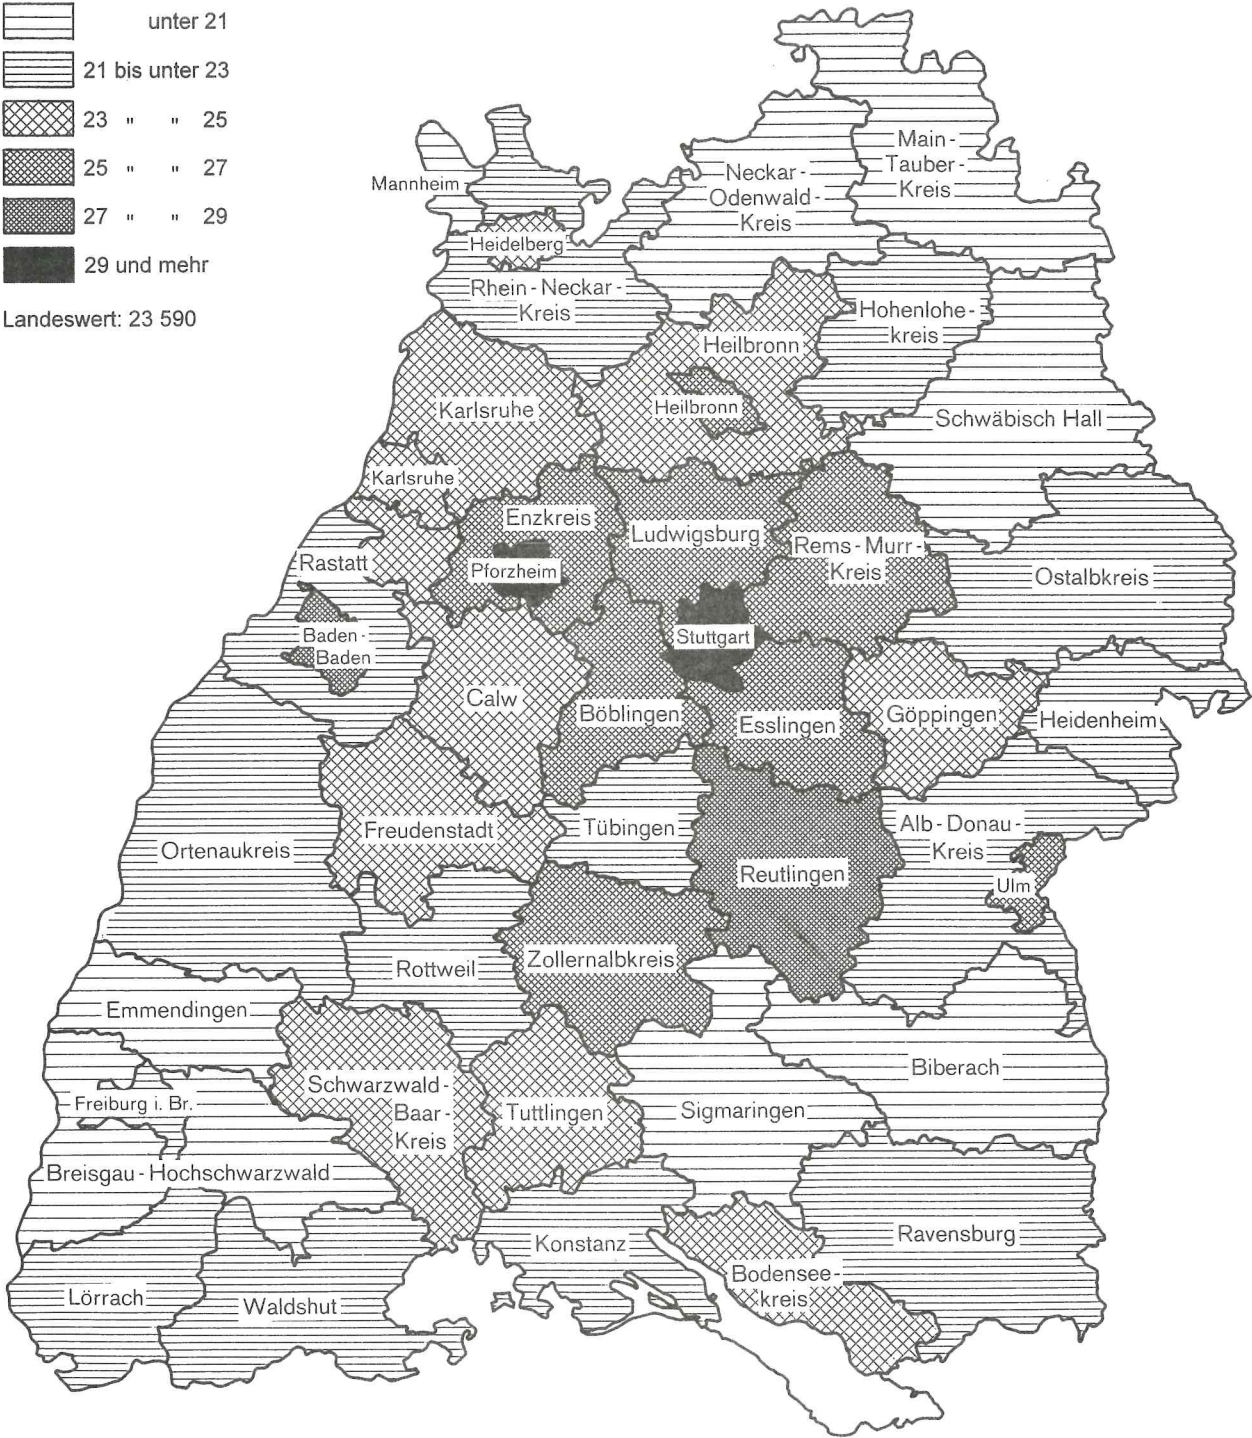 unter 21
21 bis unter 23
23 " " 25
25 " " 27
27 " " 29
29 und mehr
Landeswert: 23 590
Main-
Tauber-
Kreis
Neckar-
Odenwald-
Kreis
Mannheim
Heidelberg
Rhein-Neckar-
Kreis
Hohenlohe-
kreis
Heilbronn
Heilbronn
Karlsruhe
Schwäbisch Hall
Karlsruhe
Enzkreis
Ludwigsburg
Rems-Murr-
Kreis
Rastatt
Pforzheim
Ostalbkreis
Stuttgart
Baden-
Baden
Calw
Böblingen
Esslingen
Göppingen
Heidenheim
Freudenstadt
Tübingen
Alb-Donau-
Kreis
Ortenaukreis
Reutlingen
Ulm
Rottweil
Zollernalbkreis
Emmendingen
Biberach
Schwarzwald-
Baar-
Kreis
Freiburg i. Br.
Tuttlingen
Sigmaringen
Breisgau-Hochschwarzwald
Ravensburg
Konstanz
Bodensee-
kreis
Lörrach
Waldshut